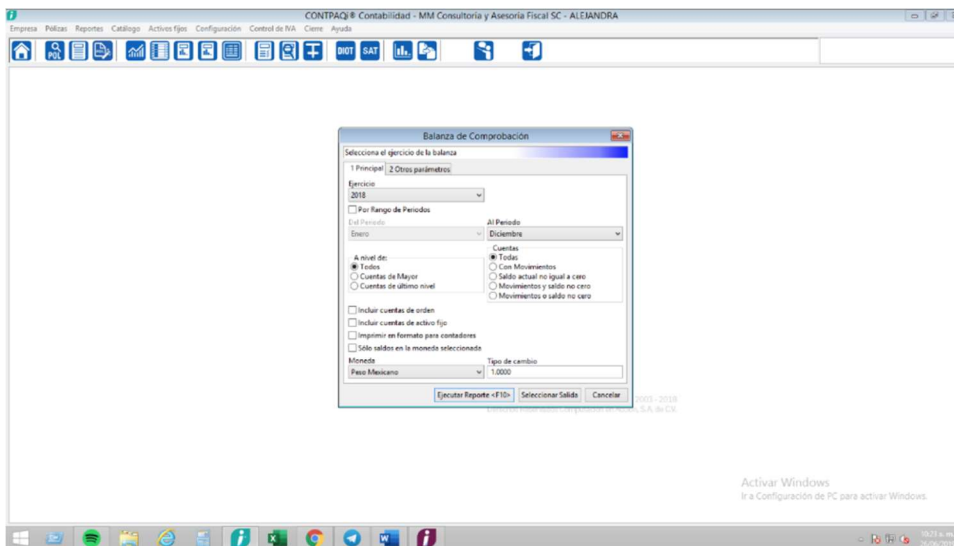 CONTPAQi® Contabilidad - MM Consultoria y Asesoría Fiscal SC - ALEJANDRA
Empresa Pólizas Reportes Catálogo Activos fijos Configuración Control de IVA Cierre Ayuda
POL DIOT SAT
Balanza de Comprobación
Selecciona el ejercicio de la balanza
1 Principal 2 Otros parámetros
Ejercicio
2018
Por Rango de Periodos
Del Periodo Al Periodo
Enero Diciembre
A nivel de: Cuentas
Todos Todas
Cuentas de Mayor Con Movimientos
Cuentas de último nivel Saldo actual no igual a cero
Movimientos y saldo no cero
Movimientos o saldo no cero
Incluir cuentas de orden
Incluir cuentas de activo fijo
Imprimir en formato para contadores
Sólo saldos en la moneda seleccionada
Moneda Tipo de cambio
Peso Mexicano 1.0000
Ejecutar Reporte <F10> Seleccionar Salida Cancelar
Activar Windows
Ir a Configuración de PC para activar Windows.